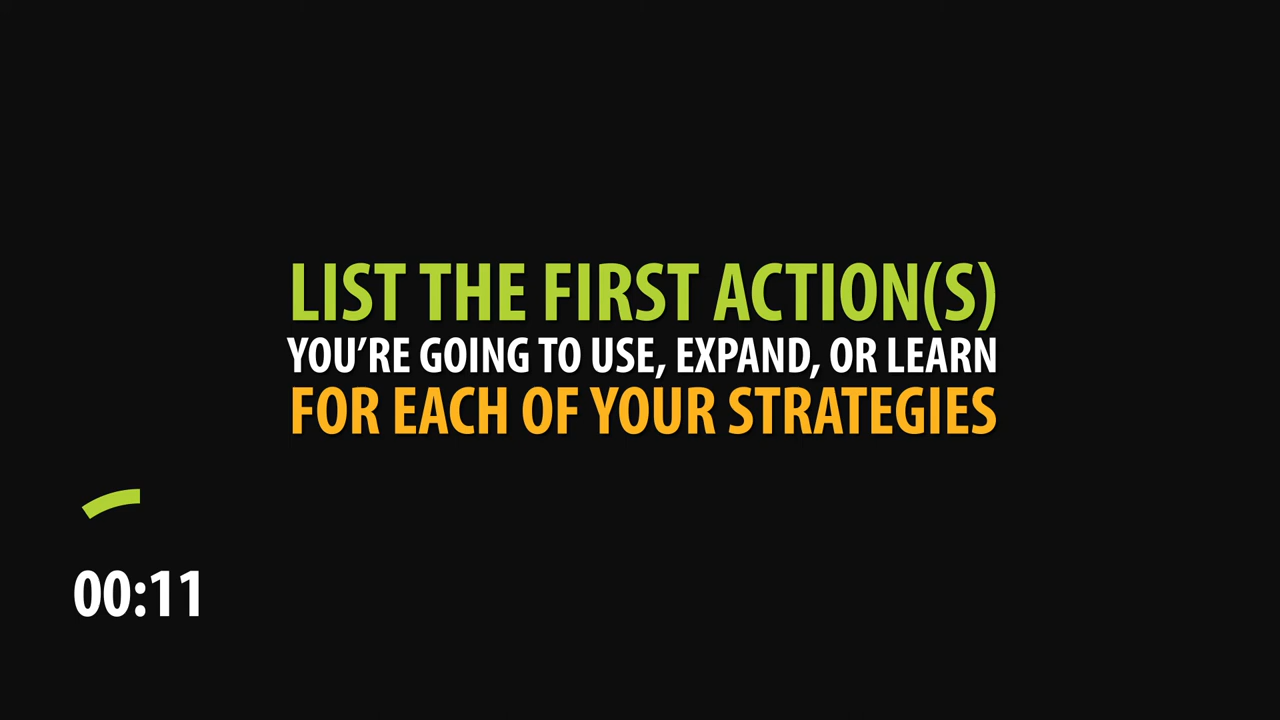 LIST THE FIRST ACTION(S)
YOU’RE GOING TO USE, EXPAND, OR LEARN
FOR EACH OF YOUR STRATEGIES
00:11